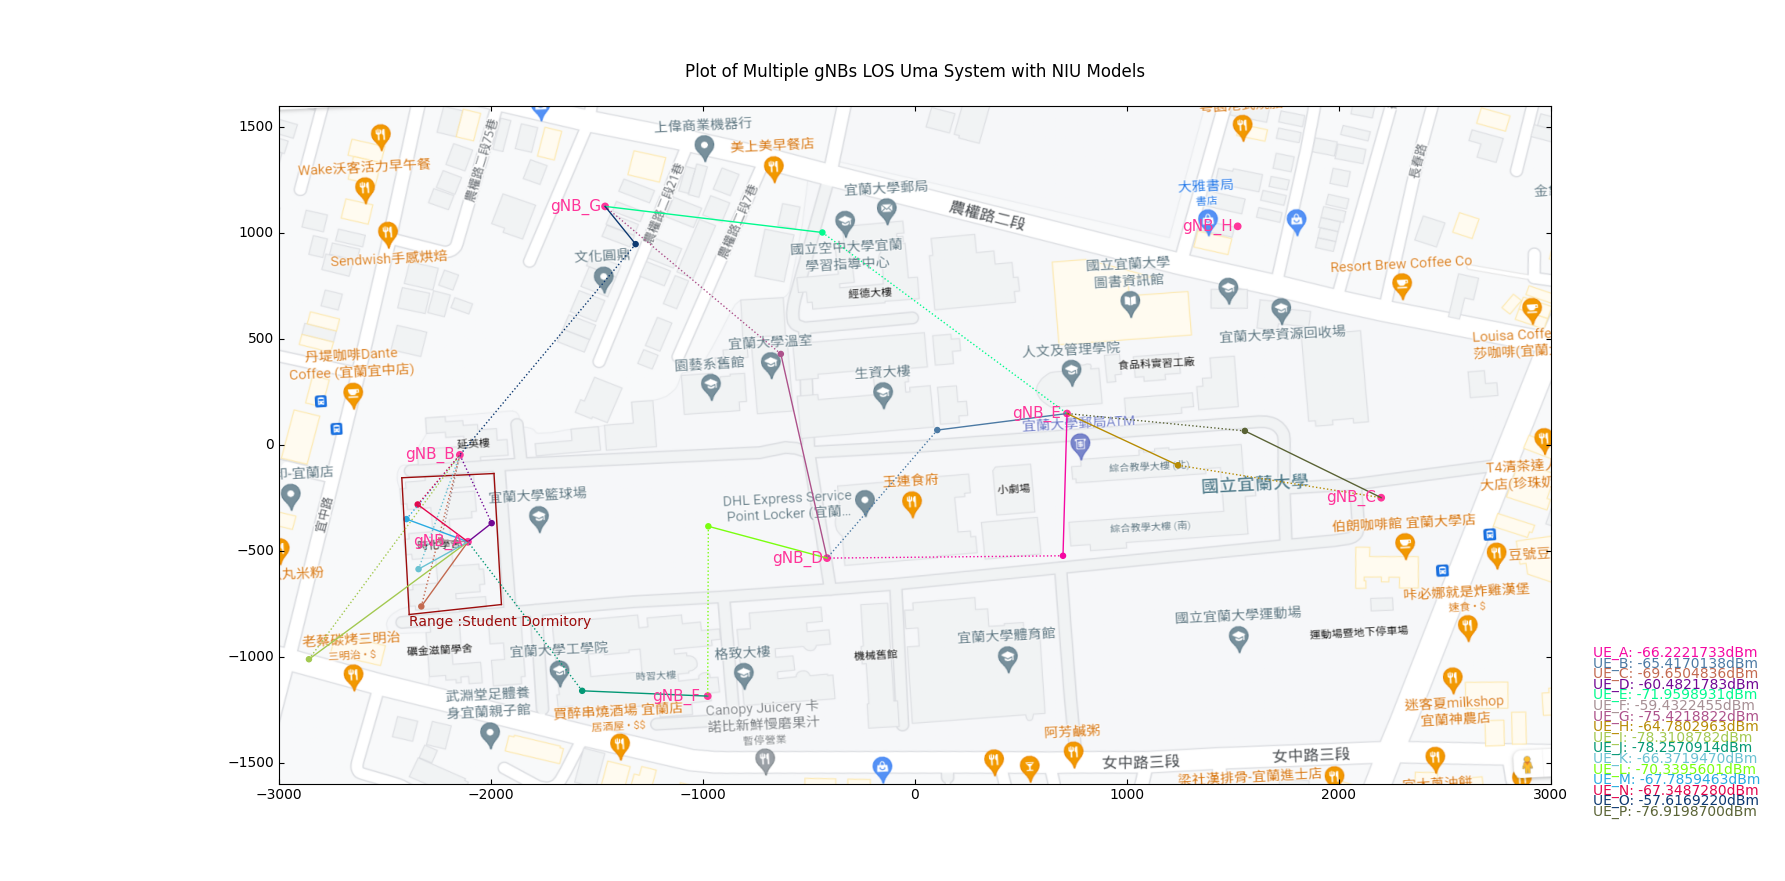 Plot of Multiple gNBs LOS Uma System with NIU Models
1500
1000
500
0
−500
−1000
−1500
−3000
−2000
−1000
0
1000
2000
3000
上偉商業機器行
美上美早餐店
Wake沃客活力早午餐
農權路二段75巷
農權路二段21巷
農權路二段7巷
宜蘭大學郵局
農權路二段
大雅書局
書店
長春路
gNB_G
gNB_H
Sendwish手感烘焙
文化圓鼎
國立空中大學宜蘭
學習指導中心
經德大樓
國立宜蘭大學
圖書資訊館
Resort Brew Coffee Co
宜蘭大學資源回收場
Louisa Coffe
莎咖啡(宜蘭
丹堤咖啡Dante
Coffee (宜蘭宜中店)
宜蘭大學溫室
園藝系舊館
生資大樓
人文及管理學院
食品科實習工廠
gNB_E
宜蘭大學郵局ATM
延英樓
gNB_B
綜合教學大樓 (北)
國立宜蘭大學
T4清茶達人
大店(珍珠奶
-宜蘭店
宜中路
宜蘭大學籃球場
DHL Express Service
Point Locker (宜蘭...
玉連食府
小劇場
gNB_C
綜合教學大樓 (南)
伯朗咖啡館 宜蘭大學店
豆號豆
gNB_A
gNB_D
丸米粉
咔必娜就是炸雞漢堡
速食・$
Range :Student Dormitory
老蔡碳烤三明治
三明治・$
礦金滋蘭學舍
宜蘭大學工學院
時習大樓
格致大樓
機械舊館
宜蘭大學體育館
國立宜蘭大學運動場
運動場暨地下停車場
gNB_F
武淵堂足體養
身宜蘭親子館
買醉串燒酒場 宜蘭店
居酒屋・$$
Canopy Juicery 卡
諾比新鮮慢磨果汁
暫停營業
阿芳鹹粥
女中路三段
女中路三段
迷客夏milkshop
宜蘭神農店
梁社漢排骨-宜蘭進士店
UE_A: -66.2221733dBm
UE_B: -65.4170138dBm
UE_C: -69.6504836dBm
UE_D: -60.4821783dBm
UE_E: -71.9598931dBm
UE_F: -59.4322455dBm
UE_G: -75.4218822dBm
UE_H: -64.7802963dBm
UE_I: -78.3108782dBm
UE_J: -78.2570914dBm
UE_K: -66.3719470dBm
UE_L: -70.3395601dBm
UE_M: -67.7859463dBm
UE_N: -67.3487280dBm
UE_O: -57.6169220dBm
UE_P: -76.9198700dBm